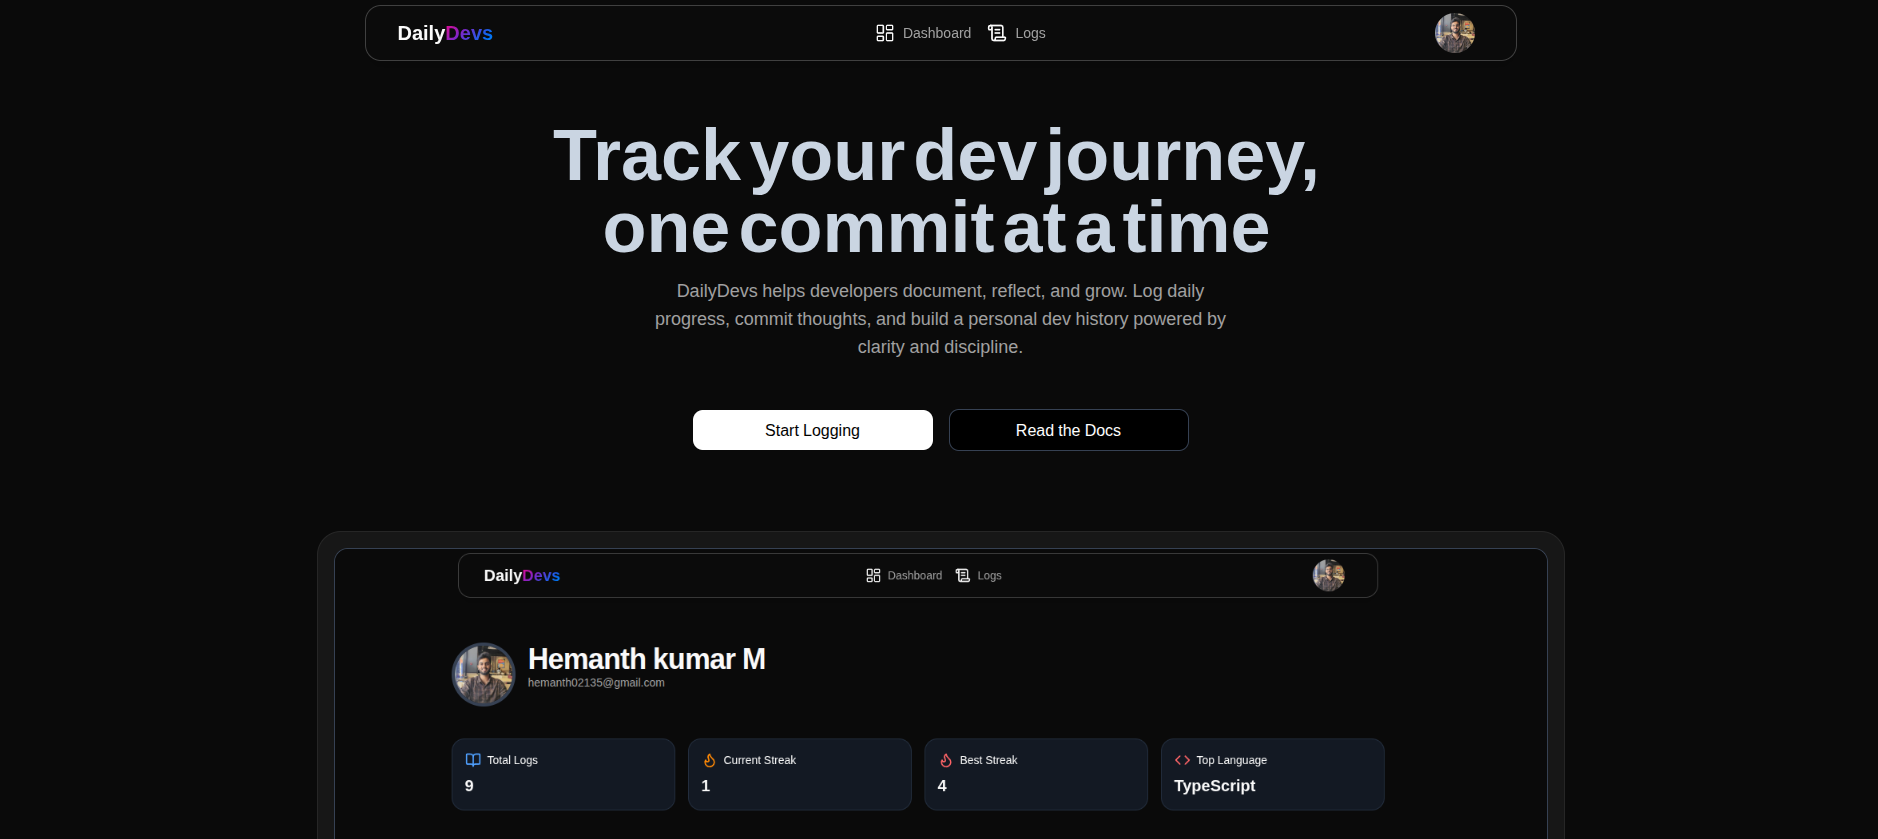 DailyDevs
Dashboard
Logs
Track your dev journey,
one commit at a time
DailyDevs helps developers document, reflect, and grow. Log daily
progress, commit thoughts, and build a personal dev history powered by
clarity and discipline.
Start Logging
Read the Docs
DailyDevs
Dashboard
Logs
Hemanth kumar M
hemanth02135@gmail.com
Total Logs
9
Current Streak
1
Best Streak
4
Top Language
TypeScript